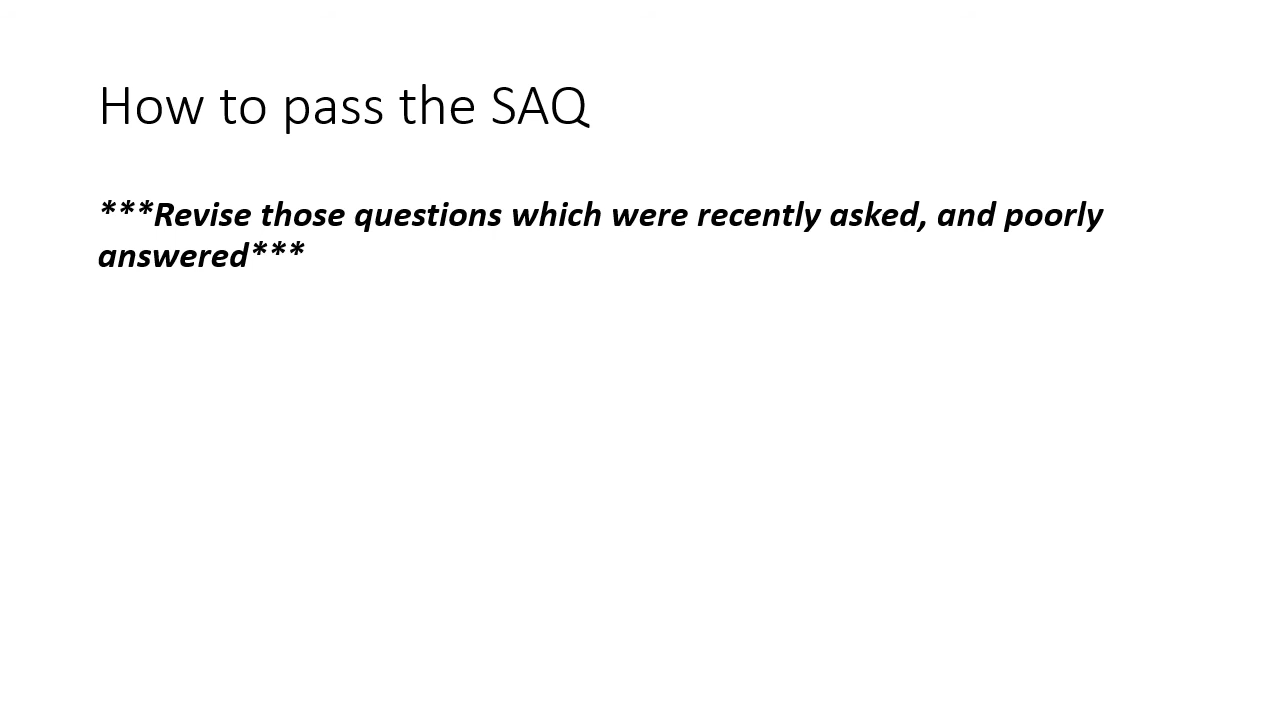 How to pass the SAQ
***Revise those questions which were recently asked, and poorly
answered***